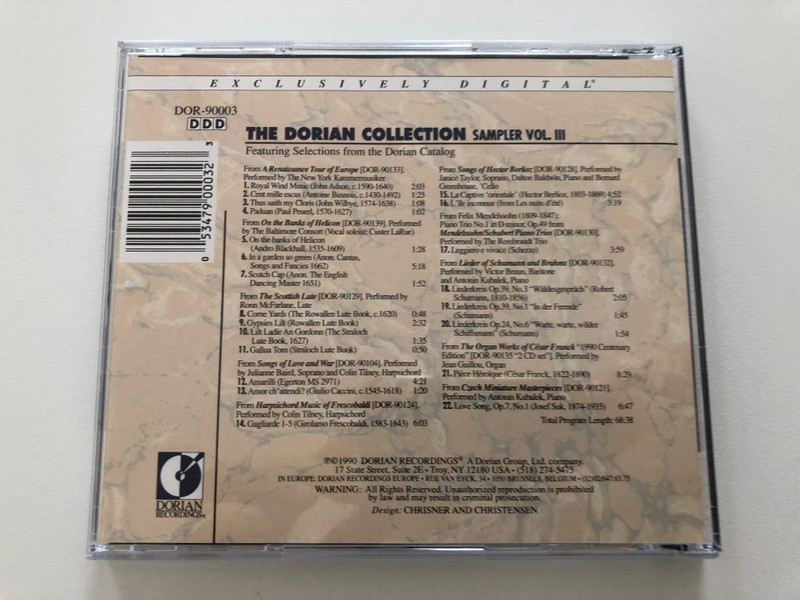 EXCLUSIVELY DIGITAL®
DOR-90003
DDD
THE DORIAN COLLECTION SAMPLER VOL. III
Featuring Selections from the Dorian Catalog
From A Renaissance Tour of Europe [DOR-90133].
Performed by The New York Kammermusiker
1. Royal Wind Music (John Adson, c.1590-1640) 2:03
2. Cent mille escus (Antoine Busnois, c.1430-1492) 1:25
3. Thus saith my Cloris (John Wilbye, 1574-1638) 1:08
4. Paduan (Paul Peuerl, 1570-1627) 1:02
From On the Banks of Helicon [DOR-90139]. Performed
by The Baltimore Consort (Vocal soloist: Custer LaRue)
5. On the banks of Helicon
(Andro Blackhall, 1535-1609) 1:28
6. In a garden so green (Anon. Cantus,
Songs and Fancies 1662) 5:18
7. Scotch Cap (Anon. The English
Dancing Master 1651) 1:52
From The Scottish Lute [DOR-90129]. Performed by
Ronn McFarlane, Lute
8. Corne Yards (The Rowallen Lute Book, c.1620) 0:48
9. Gypsies Lilt (Rowallen Lute Book) 2:32
10. Lilt Ladie An Gordonn (The Straloch
Lute Book, 1627) 1:35
11. Gallua Tom (Straloch Lute Book) 0:50
From Songs of Love and War [DOR-90104]. Performed
by Julianne Baird, Soprano and Colin Tilney, Harpsichord
12. Amarilli (Egerton MS 2971) 4:21
13. Amor ch'attendi? (Giulio Caccini, c.1545-1618) 1:20
From Harpsichord Music of Frescobaldi [DOR-90124].
Performed by Colin Tilney, Harpsichord
14. Gagliarde 1-5 (Girolamo Frescobaldi, 1583-1643) 6:03
From Songs of Hector Berlioz [DOR-90128]. Performed by
Janice Taylor, Soprano, Dalton Baldwin, Piano and Bernard
Greenhouse, 'Cello
15. La Captive "orientale" (Hector Berlioz, 1803-1869) 4:52
16. L'île inconnue (from Les nuits d'été) 3:19
From Felix Mendelssohn (1809-1847):
Piano Trio No.1 in D minor, Op.49 from
Mendelssohn/Schubert Piano Trios [DOR-90130].
Performed by The Rembrandt Trio
17. Leggiero e vivace (Scherzo) 3:59
From Lieder of Schumann and Brahms [DOR-90132].
Performed by Victor Braun, Baritone
and Antonin Kubalek, Piano
18. Liederkreis Op.39, No.3 "Waldesgespräch" (Robert
Schumann, 1810-1856) 2:05
19. Liederkreis Op.39, No.1 "In der Fremde"
(Schumann) 1:45
20. Liederkreis Op.24, No.6 "Warte, warte, wilder
Schiffmann" (Schumann) 1:54
From The Organ Works of César Franck "1990 Centenary
Edition" [DOR-90135 "2 CD set"]. Performed by
Jean Guillou, Organ
21. Pièce Héroïque (César Franck, 1822-1890) 8:29
From Czech Miniature Masterpieces [DOR-90121].
Performed by Antonin Kubalek, Piano
22. Love Song, Op.7, No.1 (Josef Suk, 1874-1935) 6:47
Total Program Length: 68:38
0 53479 00032 3
DORIAN
RECORDINGS®
℗©1990 DORIAN RECORDINGS® A Dorian Group, Ltd. company.
17 State Street, Suite 2E • Troy, NY 12180 USA • (518) 274-5475
IN EUROPE: DORIAN RECORDINGS EUROPE • RUE VAN EYCK, 34 • 1050 BRUSSELS, BELGIUM • (32)02/647.63.75
WARNING: All Rights Reserved. Unauthorized reproduction is prohibited
by law and may result in criminal prosecution.
Design: CHRISNER AND CHRISTENSEN